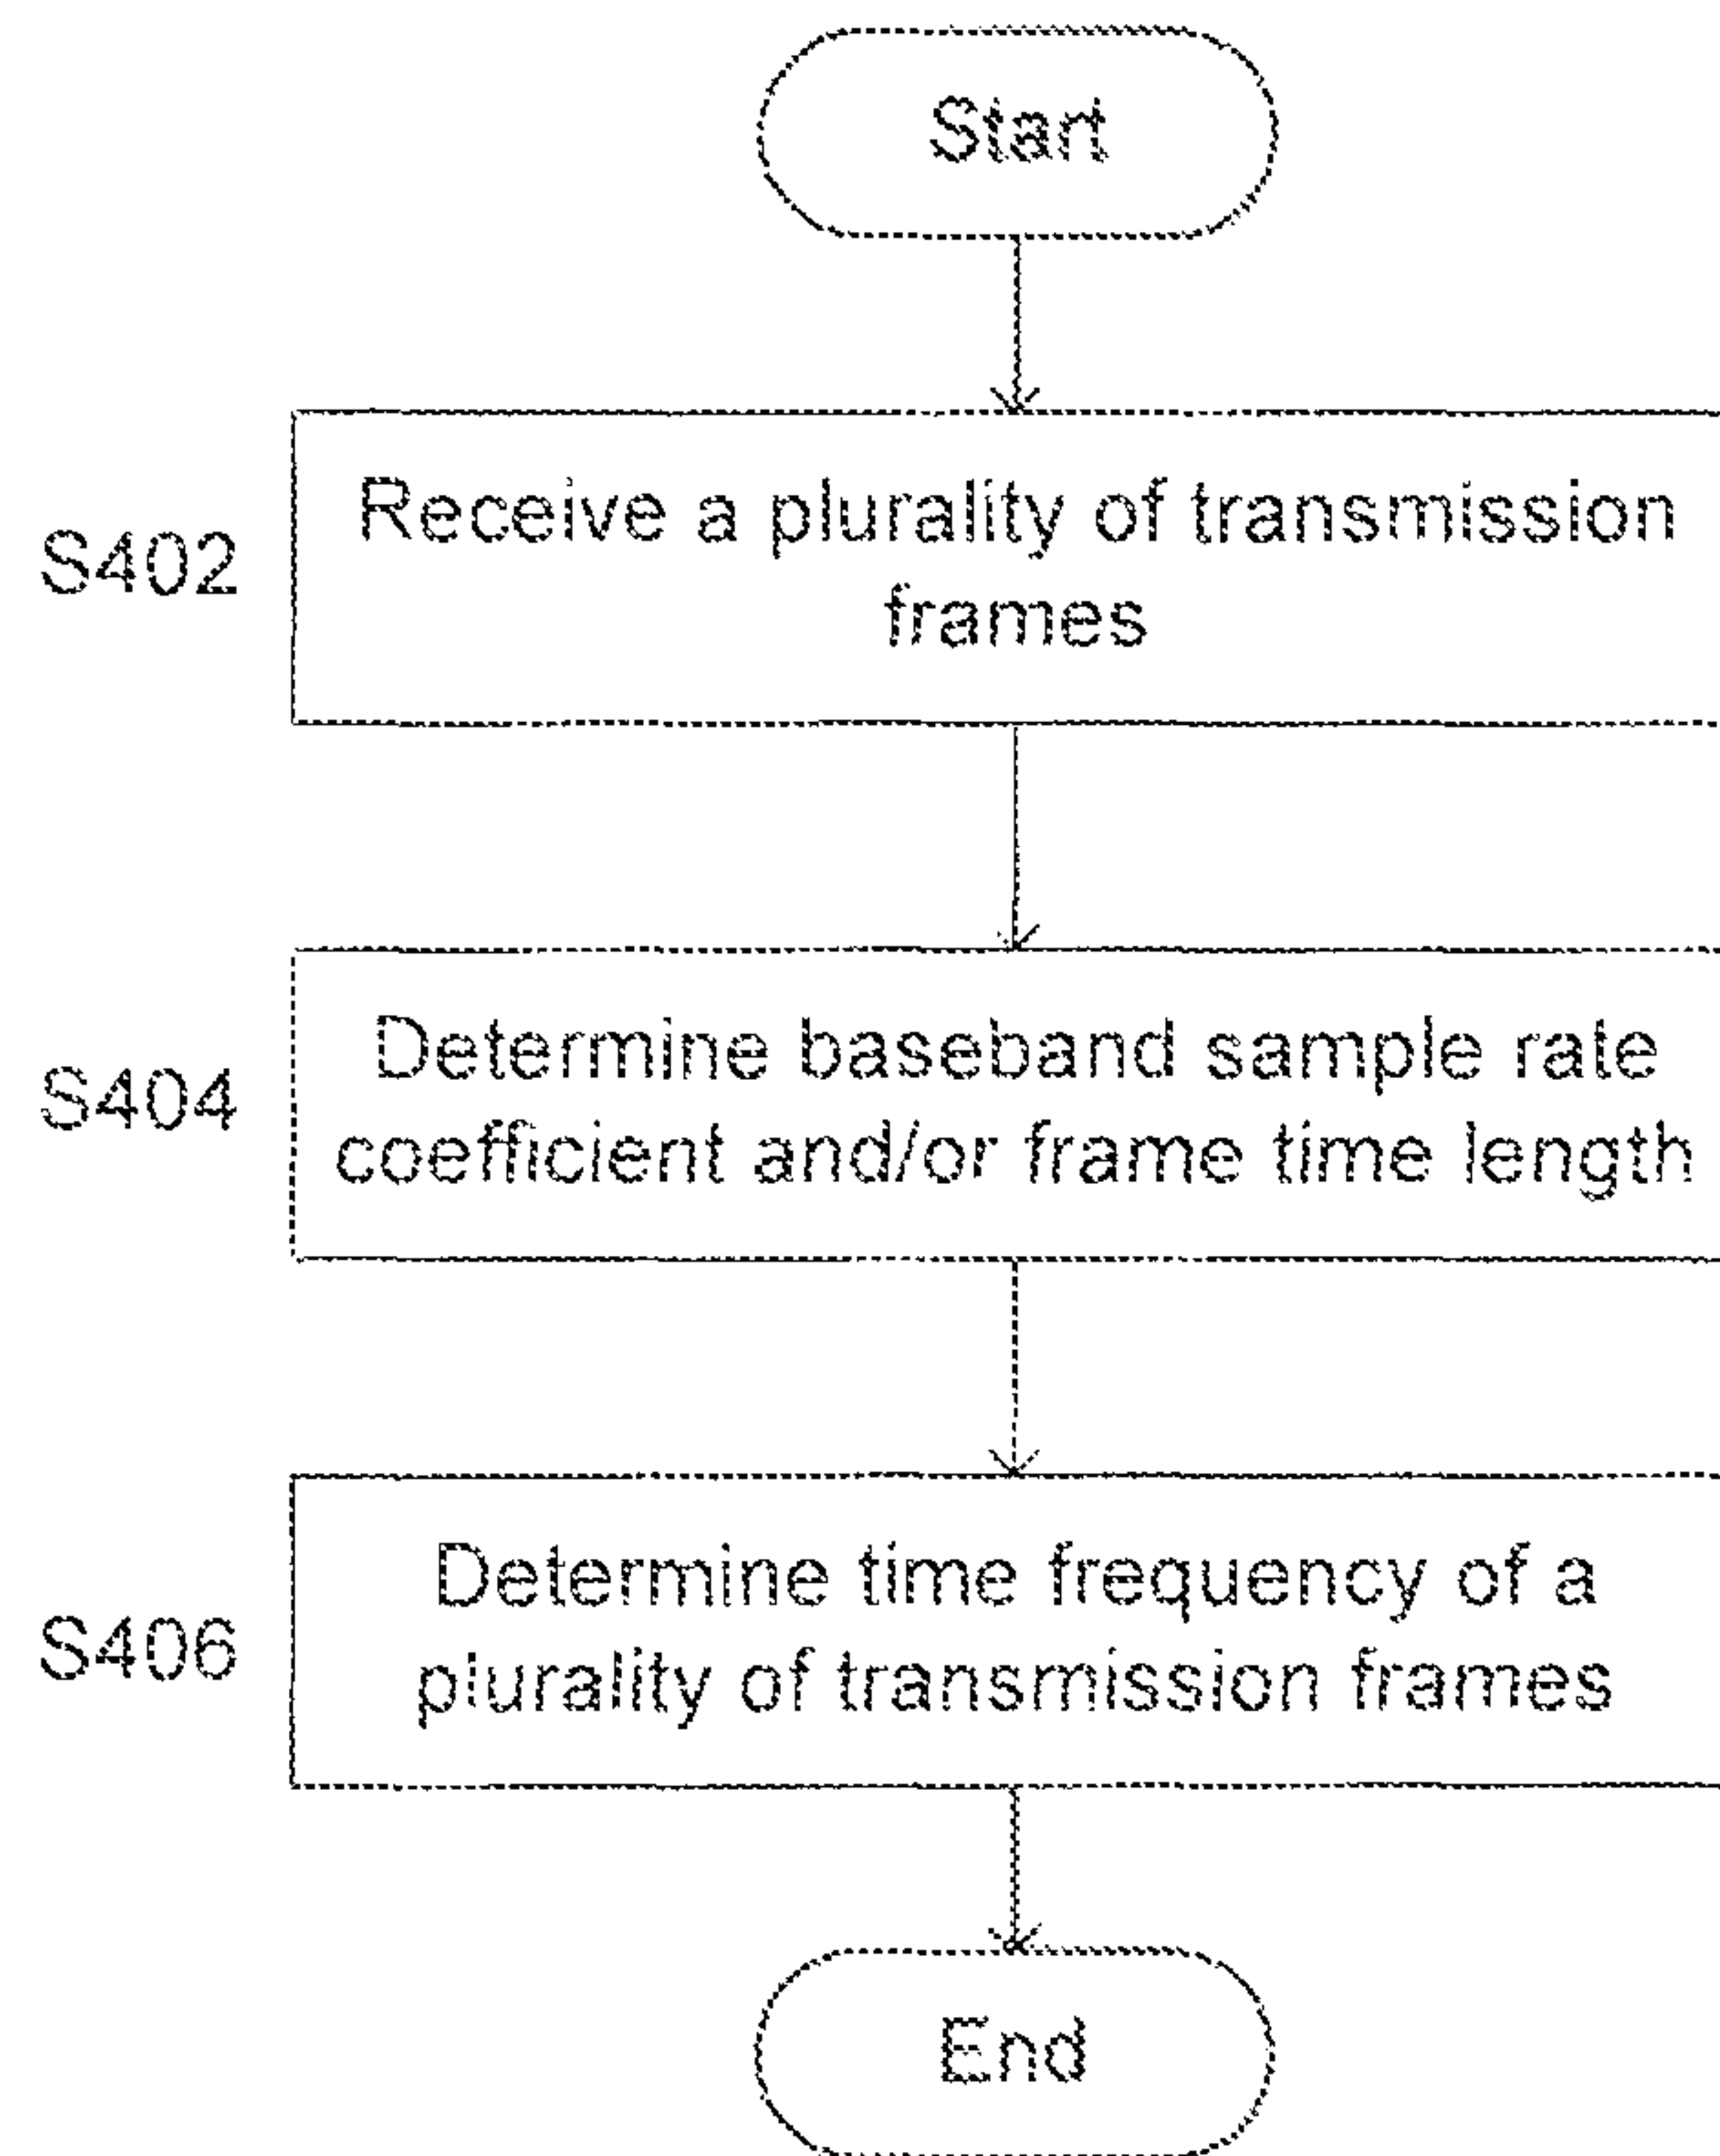 Start
S402
Receive a plurality of transmission
frames
S404
Determine baseband sample rate
coefficient and/or frame time length
S406
Determine time frequency of a
plurality of transmission frames
End